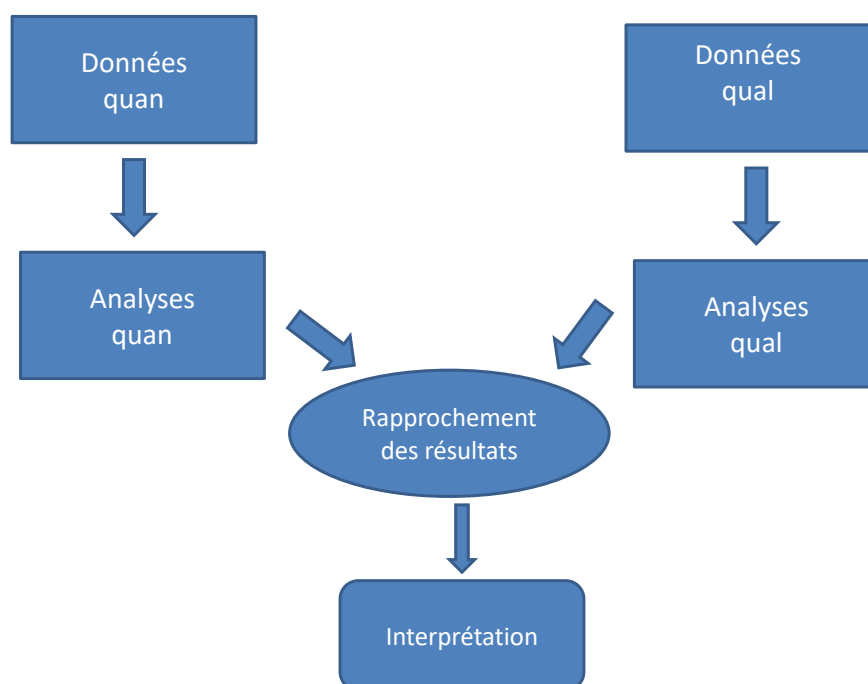 Données
quan
Données
qual
Analyses
quan
Analyses
qual
Rapprochement
des résultats
Interprétation